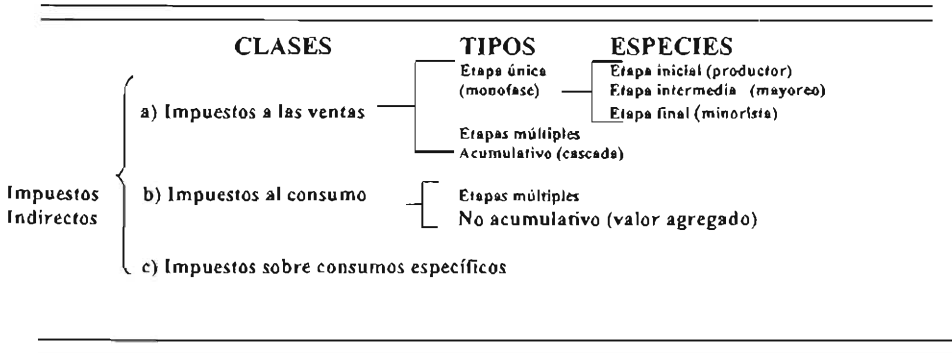 CLASES TIPOS ESPECIES
Etapa única
(monofase)
Etapa inicial (productor)
Etapa intermedia (mayoreo)
Etapa final (minorista)
a) Impuestos a las ventas
Etapas múltiples
Acumulativo (cascada)
Impuestos
Indirectos
b) Impuestos al consumo
Etapas múltiples
No acumulativo (valor agregado)
c) Impuestos sobre consumos específicos